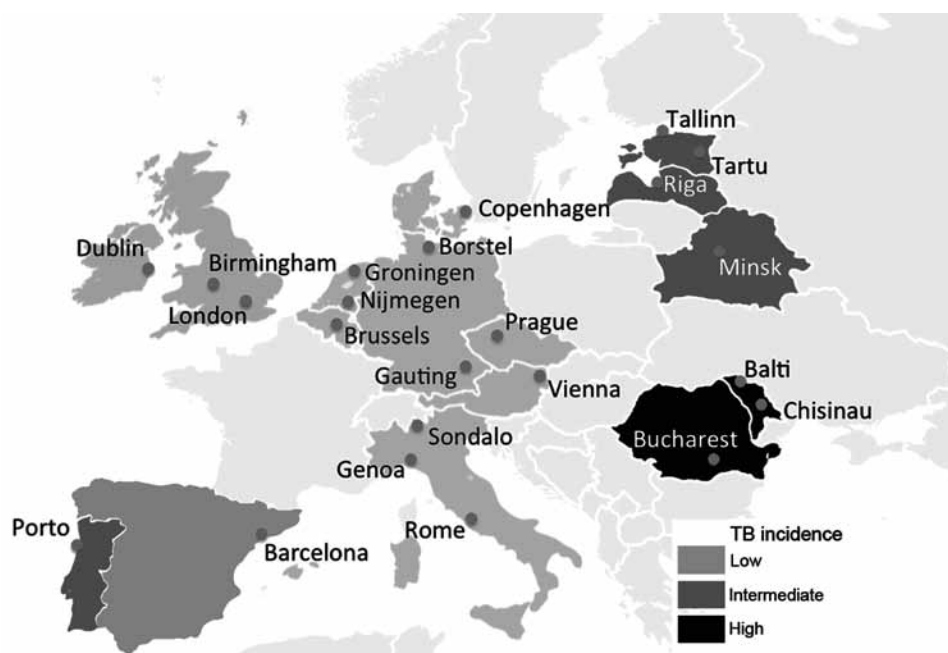 Tallinn
Tartu
Riga
Copenhagen
Dublin
Borstel
Birmingham
Groningen
Minsk
Nijmegen
London
Prague
Brussels
Balti
Gauting
Vienna
Chisinau
Sondalo
Bucharest
Genoa
Porto
Rome
Barcelona
TB incidence
Low
Intermediate
High